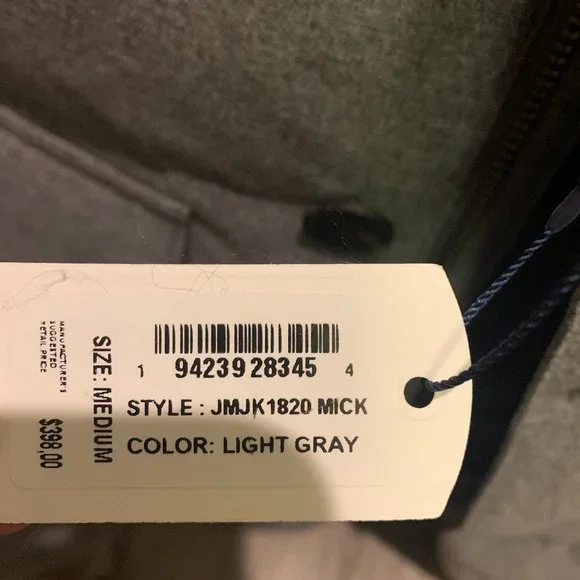 1 94239 28345 4
STYLE : JMJK1820 MICK
COLOR: LIGHT GRAY
SIZE: MEDIUM
MANUFACTURER'S
SUGGESTED
RETAIL PRICE
$398,00